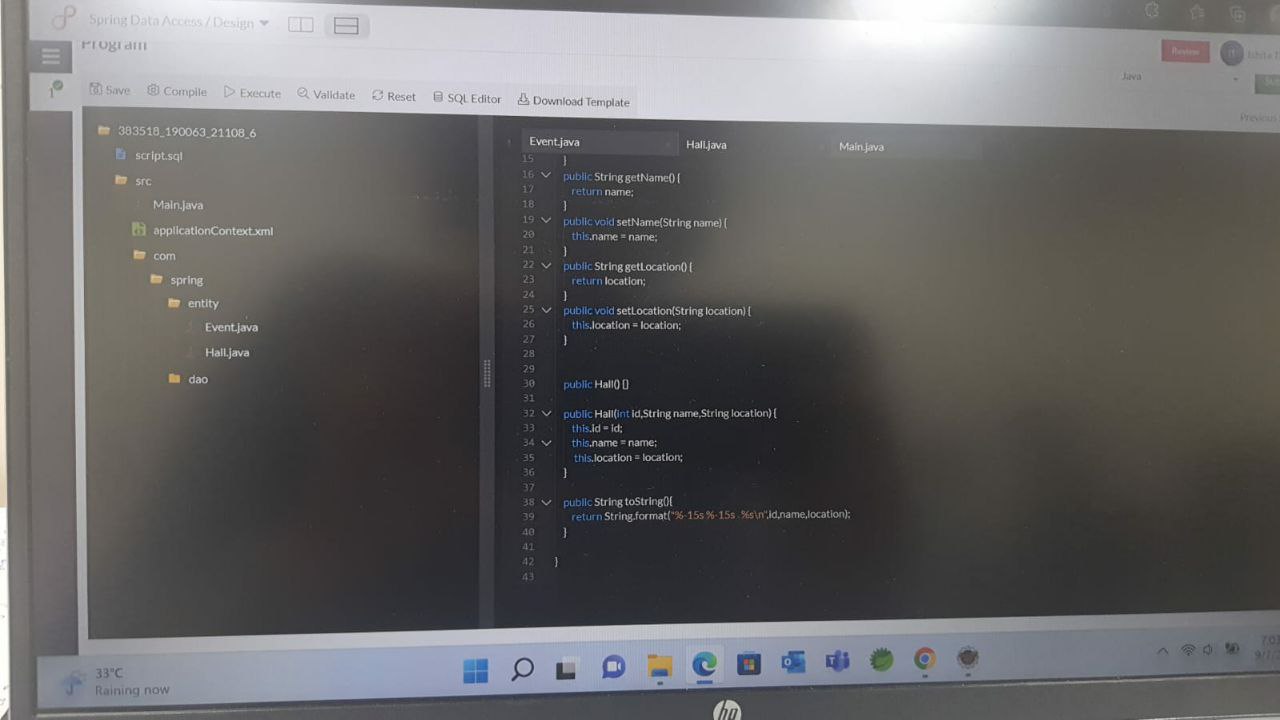 Spring Data Access / Design
Program
Review
Java
Save Compile Execute Validate Reset SQL Editor Download Template
Previous
383518_190063_21108_6
script.sql
src
Main.java
applicationContext.xml
com
spring
entity
Event.java
Hall.java
dao
Event.java Hall.java Main.java
15 }
16 public String getName() {
17 return name;
18 }
19 public void setName(String name) {
20 this.name = name;
21 }
22 public String getLocation() {
23 return location;
24 }
25 public void setLocation(String location) {
26 this.location = location;
27 }
28
29
30 public Hall() {}
31
32 public Hall(int id,String name,String location) {
33 this.id = id;
34 this.name = name;
35 this.location = location;
36 }
37
38 public String toString(){
39 return String.format("%-15s %-15s .%s\n",id,name,location);
40 }
41
42 }
43
33°C
Raining now
hp